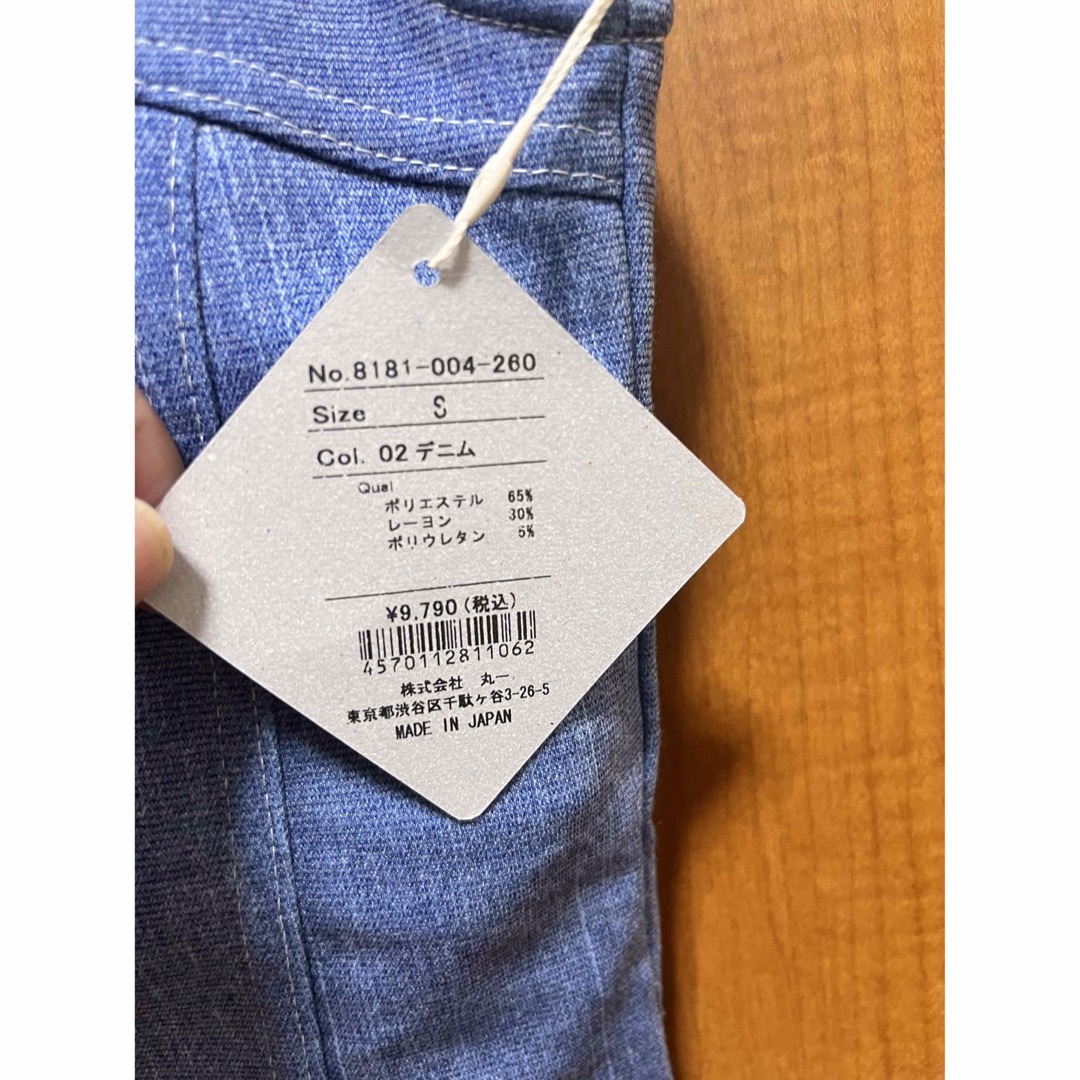 No.8181-004-260
Size S
Col. 02 デニム
Qual
ポリエステル 65%
レーヨン 30%
ポリウレタン 5%
¥9,790(税込)
4570112811062
株式会社 丸一
東京都渋谷区千駄ヶ谷3-26-5
MADE IN JAPAN